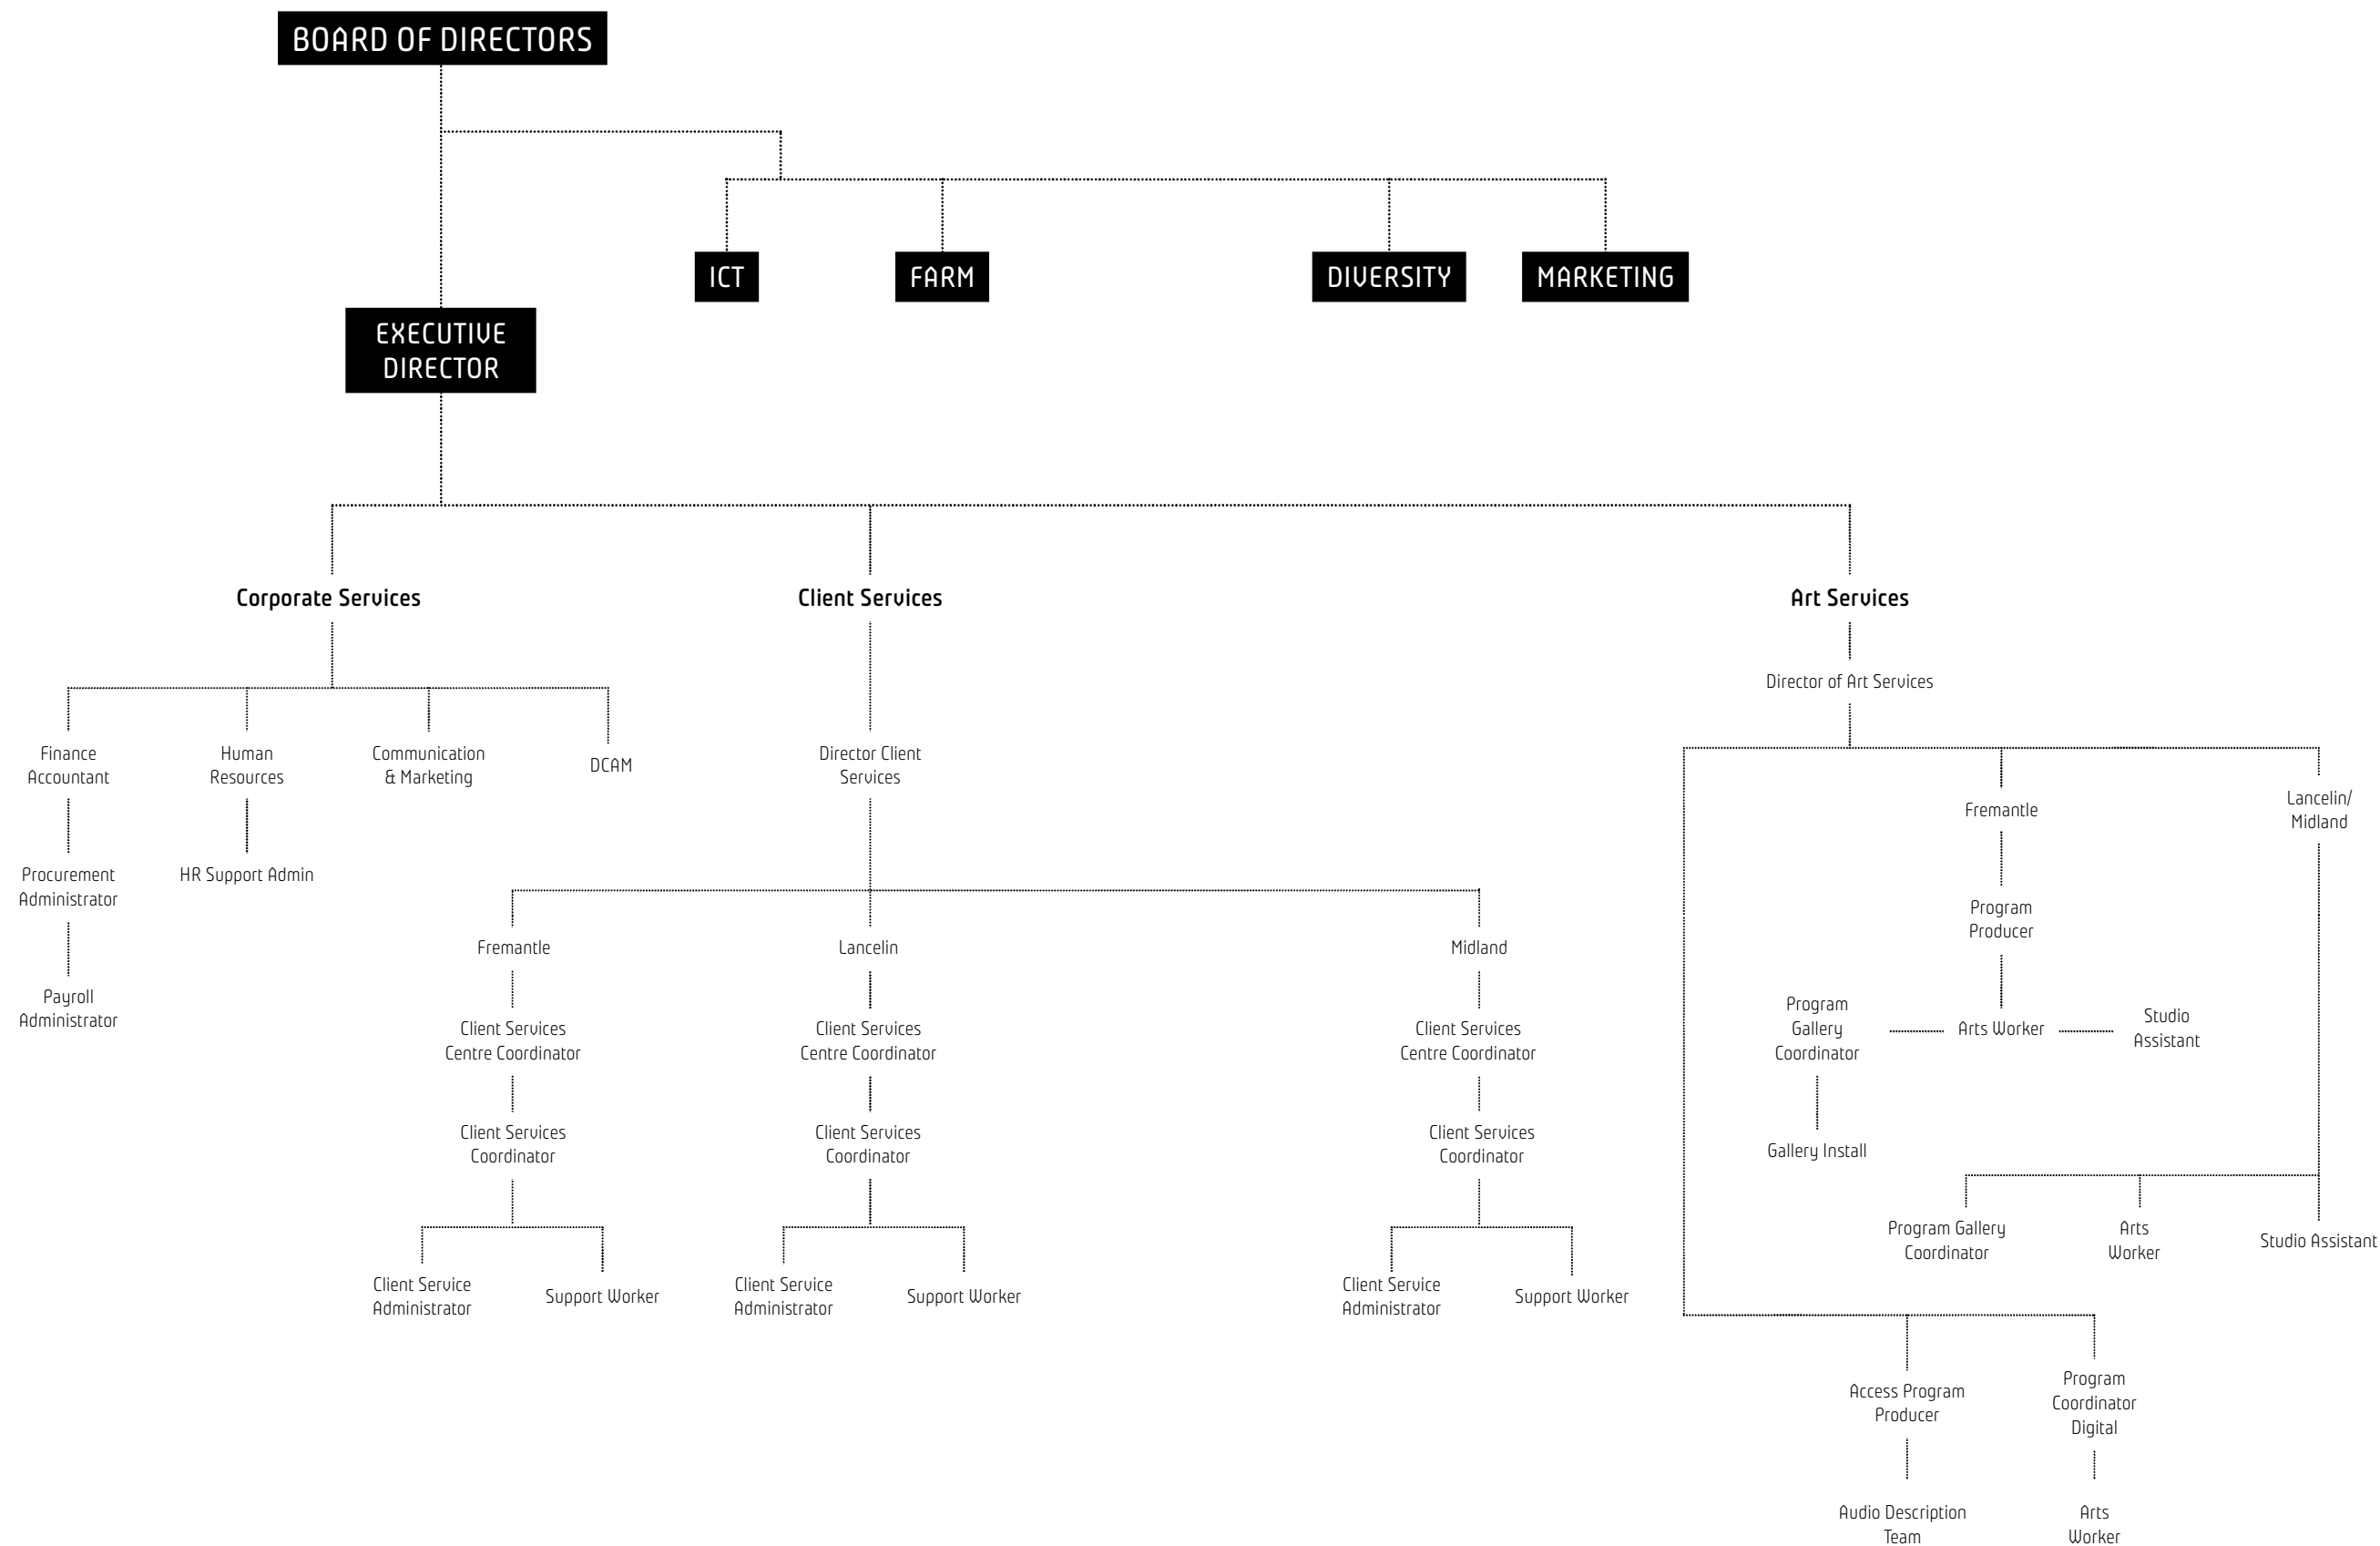 BOARD OF DIRECTORS
ICT
FARM
DIVERSITY
MARKETING
EXECUTIVE
DIRECTOR
Corporate Services
Client Services
Art Services
Director of Art Services
Finance
Accountant
Human
Resources
Communication
& Marketing
DCAM
Director Client
Services
Fremantle
Lancelin/
Midland
Procurement
Administrator
HR Support Admin
Program
Producer
Fremantle
Lancelin
Midland
Payroll
Administrator
Client Services
Centre Coordinator
Client Services
Centre Coordinator
Client Services
Centre Coordinator
Program
Gallery
Coordinator
Arts Worker
Studio
Assistant
Client Services
Coordinator
Client Services
Coordinator
Client Services
Coordinator
Gallery Install
Program Gallery
Coordinator
Arts
Worker
Studio Assistant
Client Service
Administrator
Support Worker
Client Service
Administrator
Support Worker
Client Service
Administrator
Support Worker
Access Program
Producer
Program
Coordinator
Digital
Audio Description
Team
Arts
Worker